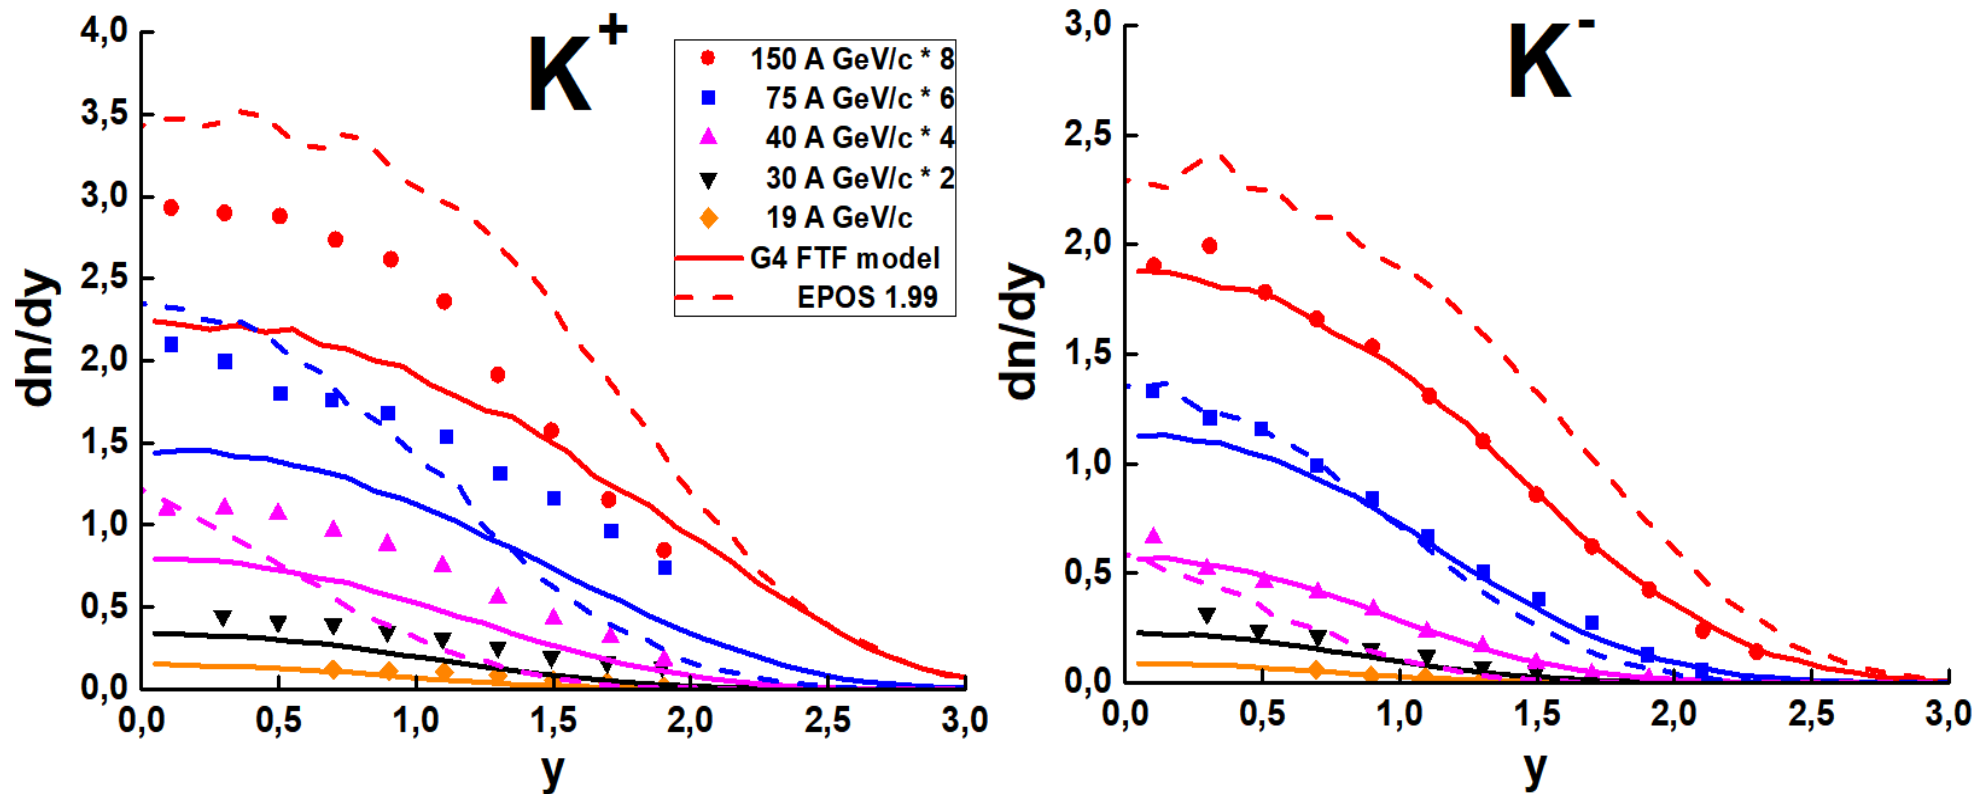 K+
4,0
3,5
3,0
2,5
2,0
1,5
1,0
0,5
0,0
dn/dy
0,0 0,5 1,0 1,5 2,0 2,5 3,0
y
150 A GeV/c * 8
75 A GeV/c * 6
40 A GeV/c * 4
30 A GeV/c * 2
19 A GeV/c
G4 FTF model
EPOS 1.99
K-
3,0
2,5
2,0
1,5
1,0
0,5
0,0
dn/dy
0,0 0,5 1,0 1,5 2,0 2,5 3,0
y